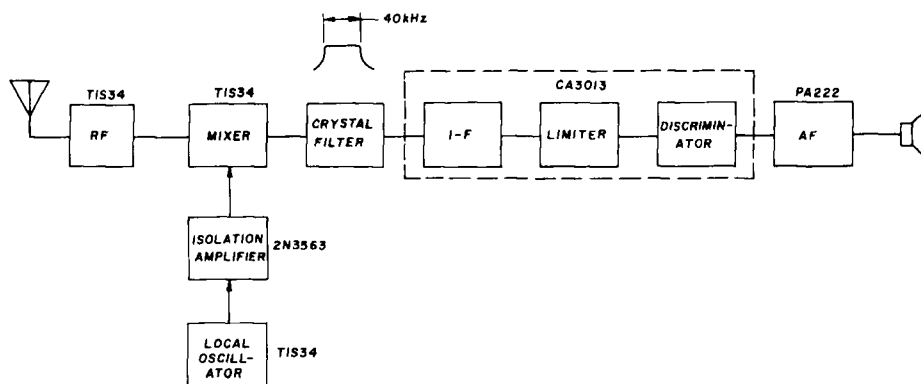 40kHz
TIS34
RF
TIS34
MIXER
CRYSTAL
FILTER
CA3013
I-F
LIMITER
DISCRIMIN-
ATOR
PA222
AF
ISOLATION
AMPLIFIER
2N3563
LOCAL
OSCILL-
ATOR
TIS34